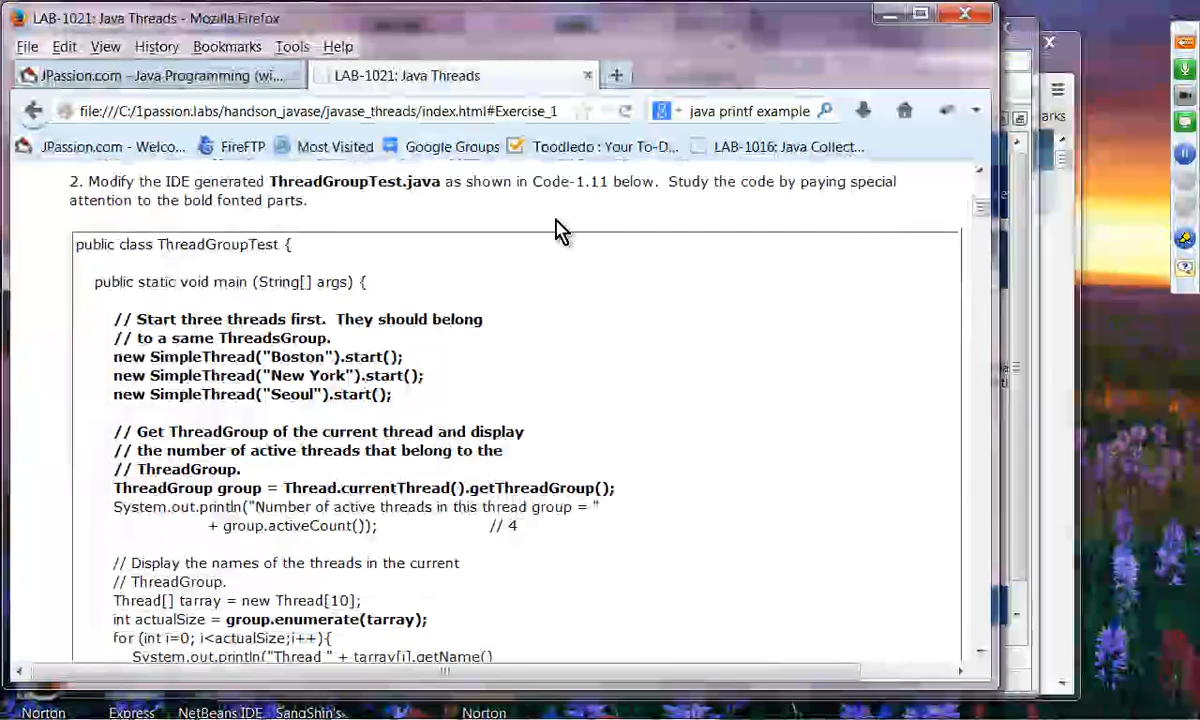 LAB-1021: Java Threads - Mozilla Firefox
File Edit View History Bookmarks Tools Help
JPassion.com - Java Programming (wi...
LAB-1021: Java Threads
file:///C:/1passion.labs/handson_javase/javase_threads/index.html#Exercise_1
java printf example
JPassion.com - Welco... FireFTP Most Visited Google Groups Toodledo : Your To-D... LAB-1016: Java Collect...
arks
2. Modify the IDE generated ThreadGroupTest.java as shown in Code-1.11 below. Study the code by paying special
attention to the bold fonted parts.
public class ThreadGroupTest {
public static void main (String[] args) {
// Start three threads first. They should belong
// to a same ThreadsGroup.
new SimpleThread("Boston").start();
new SimpleThread("New York").start();
new SimpleThread("Seoul").start();
// Get ThreadGroup of the current thread and display
// the number of active threads that belong to the
// ThreadGroup.
ThreadGroup group = Thread.currentThread().getThreadGroup();
System.out.println("Number of active threads in this thread group = "
+ group.activeCount()); // 4
// Display the names of the threads in the current
// ThreadGroup.
Thread[] tarray = new Thread[10];
int actualSize = group.enumerate(tarray);
for (int i=0; i<actualSize;i++){
System.out.println("Thread " + tarray[i].getName()
Norton Express NetBeans IDE SangShin's Norton